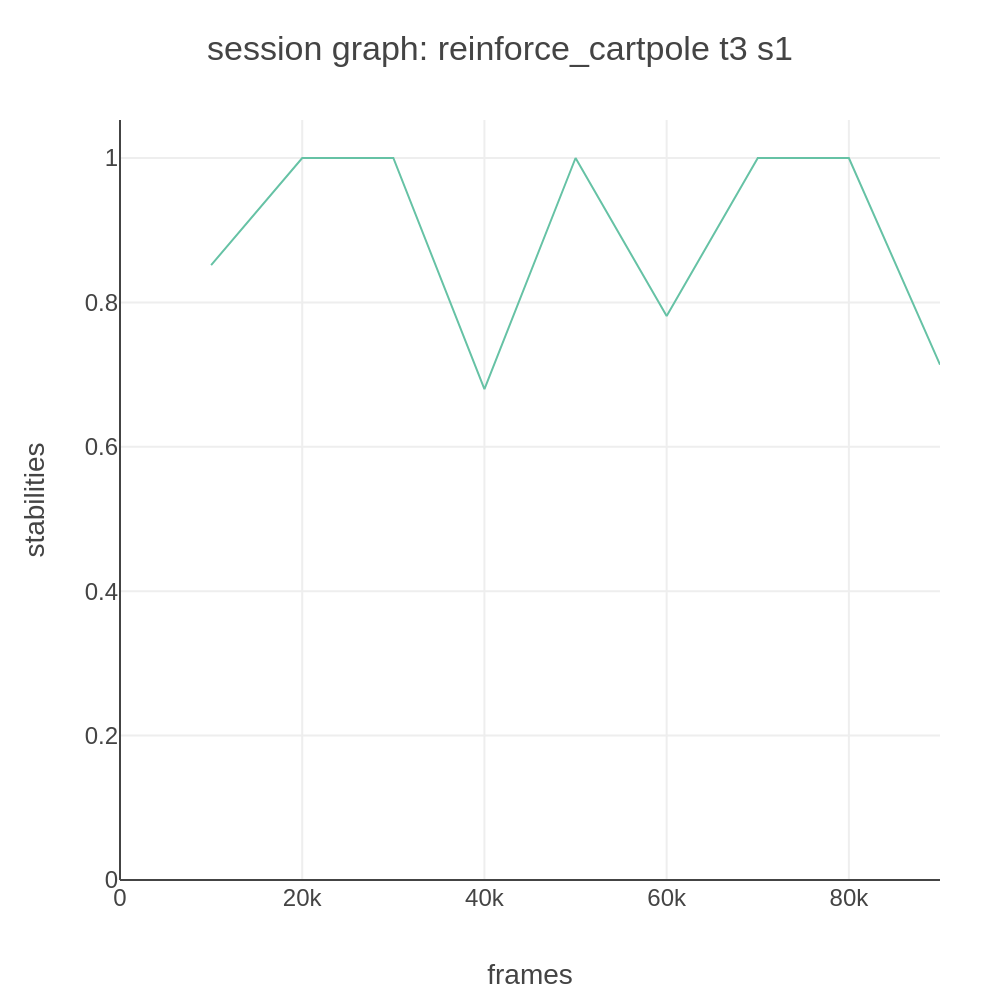 session graph: reinforce_cartpole t3 s1
1
0.8
0.6
0.4
0.2
0
stabilities
0
20k
40k
60k
80k
frames